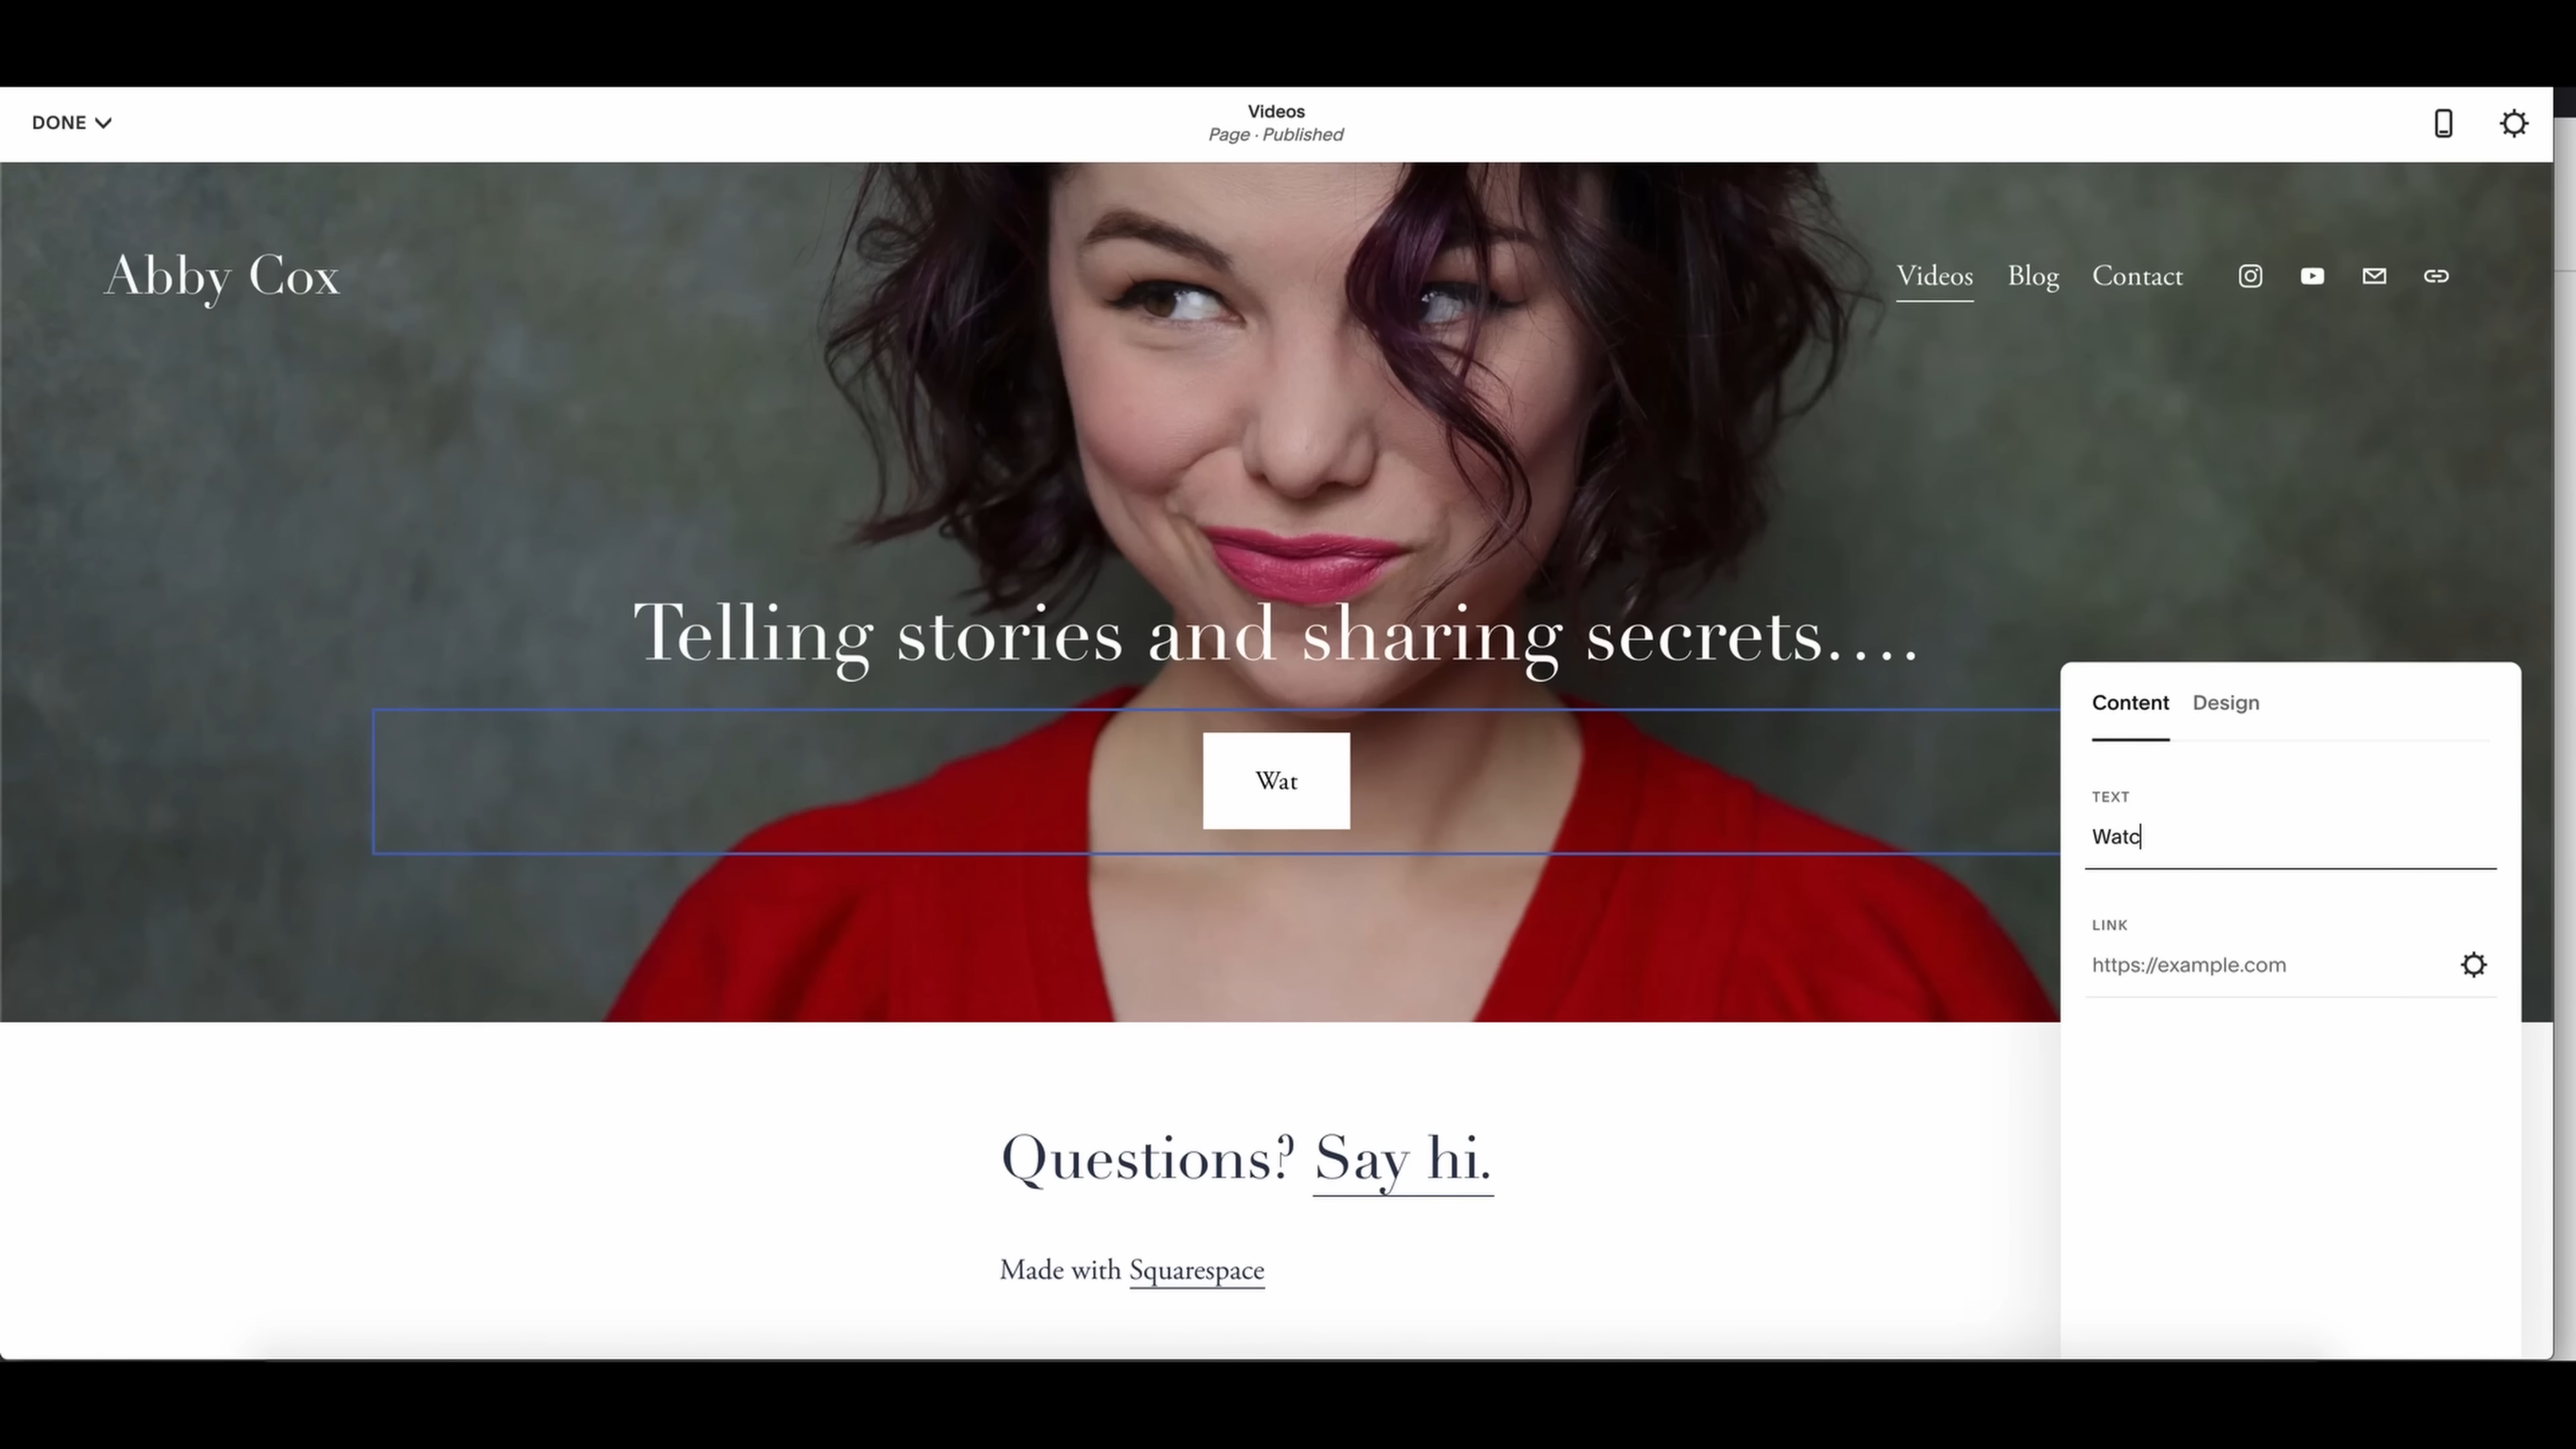 DONE
Videos
Page · Published
Abby Cox
Videos Blog Contact
Telling stories and sharing secrets....
Wat
Content Design
TEXT
Watc
LINK
https://example.com
Questions? Say hi.
Made with Squarespace